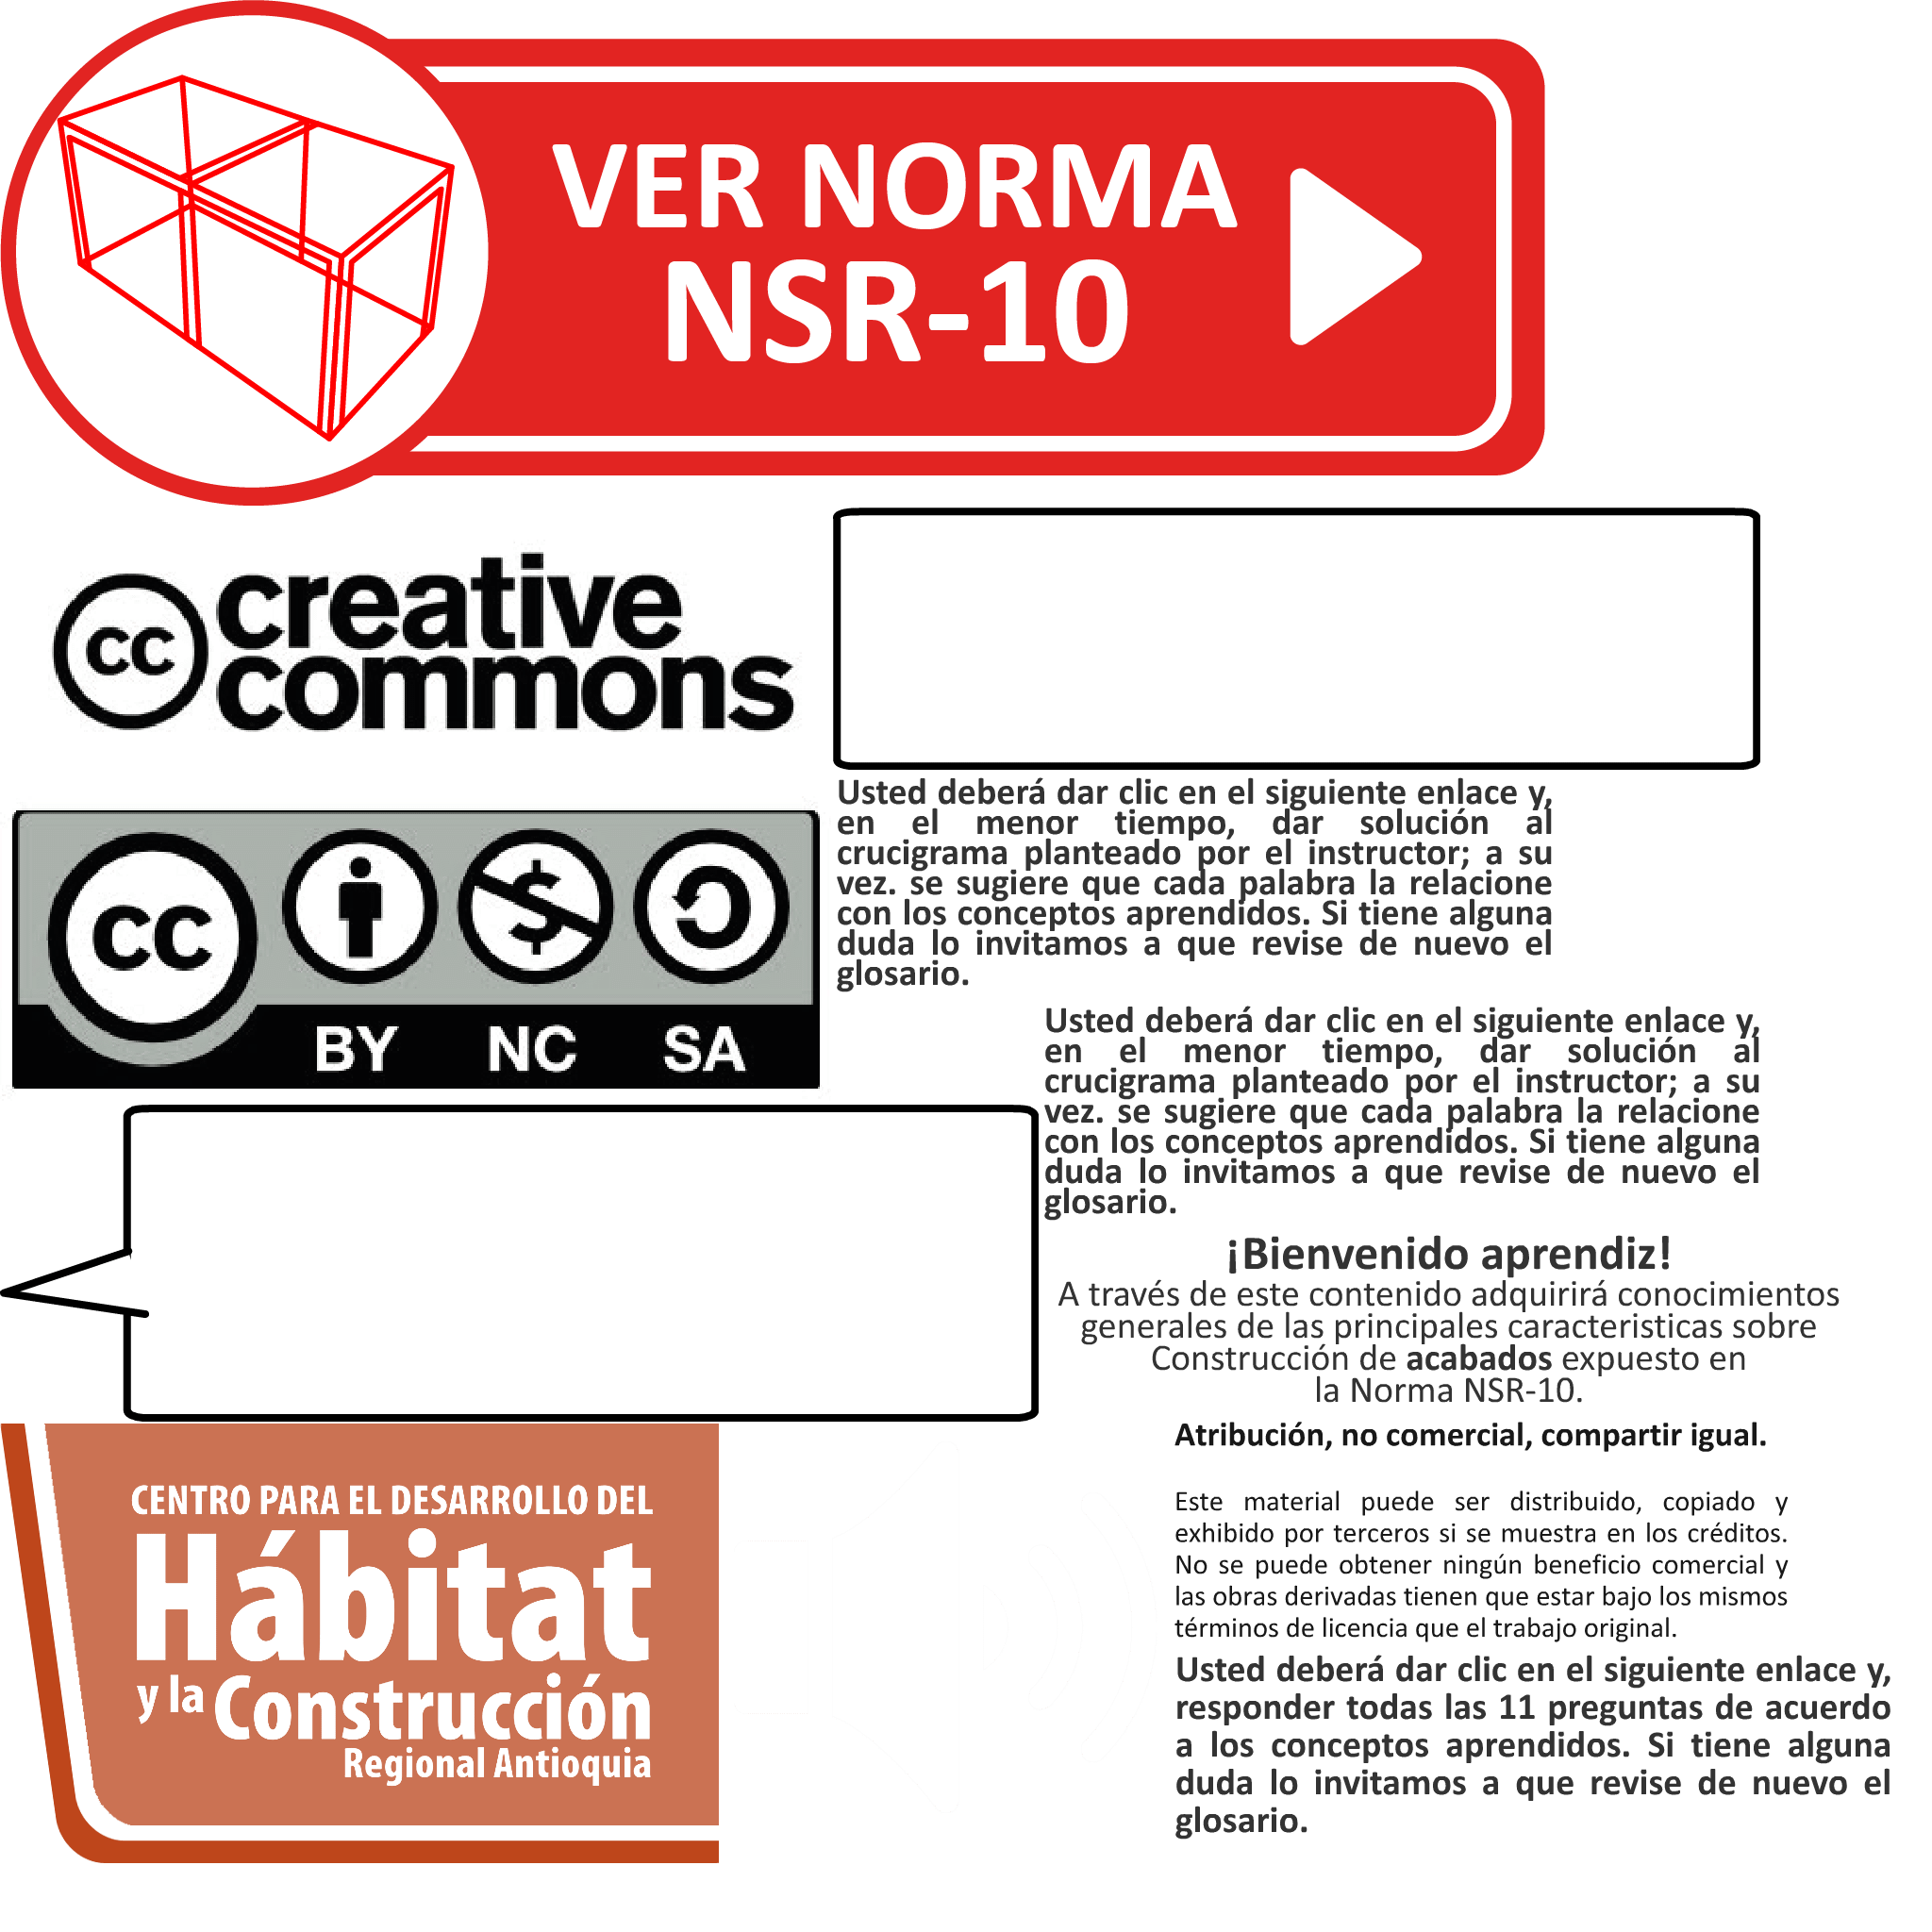 VER NORMA
NSR-10
cc creative
commons
Usted deberá dar clic en el siguiente enlace y,
en el menor tiempo, dar solución al
crucigrama planteado por el instructor; a su
vez. se sugiere que cada palabra la relacione
con los conceptos aprendidos. Si tiene alguna
duda lo invitamos a que revise de nuevo el
glosario.
cc $
BY NC SA
Usted deberá dar clic en el siguiente enlace y,
en el menor tiempo, dar solución al
crucigrama planteado por el instructor; a su
vez. se sugiere que cada palabra la relacione
con los conceptos aprendidos. Si tiene alguna
duda lo invitamos a que revise de nuevo el
glosario.
¡Bienvenido aprendiz!
A través de este contenido adquirirá conocimientos
generales de las principales caracteristicas sobre
Construcción de acabados expuesto en
la Norma NSR-10.
CENTRO PARA EL DESARROLLO DEL
Hábitat
y la Construcción
Regional Antioquia
Atribución, no comercial, compartir igual.
Este material puede ser distribuido, copiado y
exhibido por terceros si se muestra en los créditos.
No se puede obtener ningún beneficio comercial y
las obras derivadas tienen que estar bajo los mismos
términos de licencia que el trabajo original.
Usted deberá dar clic en el siguiente enlace y,
responder todas las 11 preguntas de acuerdo
a los conceptos aprendidos. Si tiene alguna
duda lo invitamos a que revise de nuevo el
glosario.